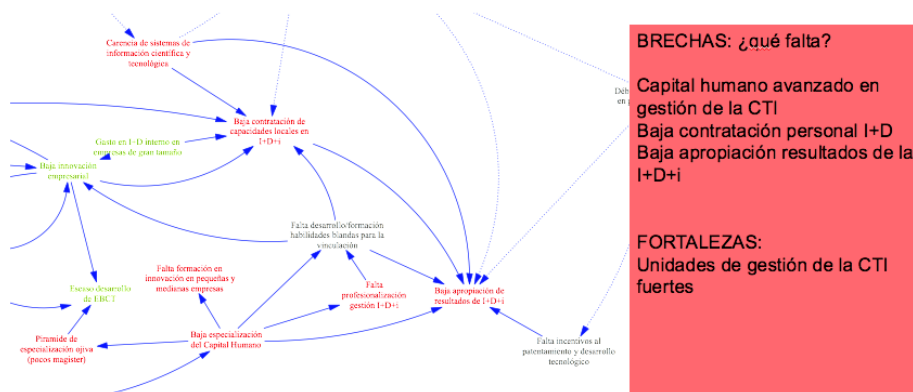 Carencia de sistemas de
información científica y
tecnológica
Baja contratación de
capacidades locales en
I+D+i
Gasto en I+D interno en
empresas de gran tamaño
Baja innovación
empresarial
Falta desarrollo/formación
habilidades blandas para la
vinculación
Falta formación en
innovación en pequeñas y
medianas empresas
Escaso desarrollo
de EBCT
Falta
profesionalización
gestión I+D+i
Baja apropiación de
resultados de I+D+i
Piramide de
especialización ojiva
(pocos magister)
Baja especialización
del Capital Humano
Falta incentivos al
patentamiento y desarrollo
tecnológico
Déb
en p
BRECHAS: ¿qué falta?
Capital humano avanzado en
gestión de la CTI
Baja contratación personal I+D
Baja apropiación resultados de la
I+D+i
FORTALEZAS:
Unidades de gestión de la CTI
fuertes